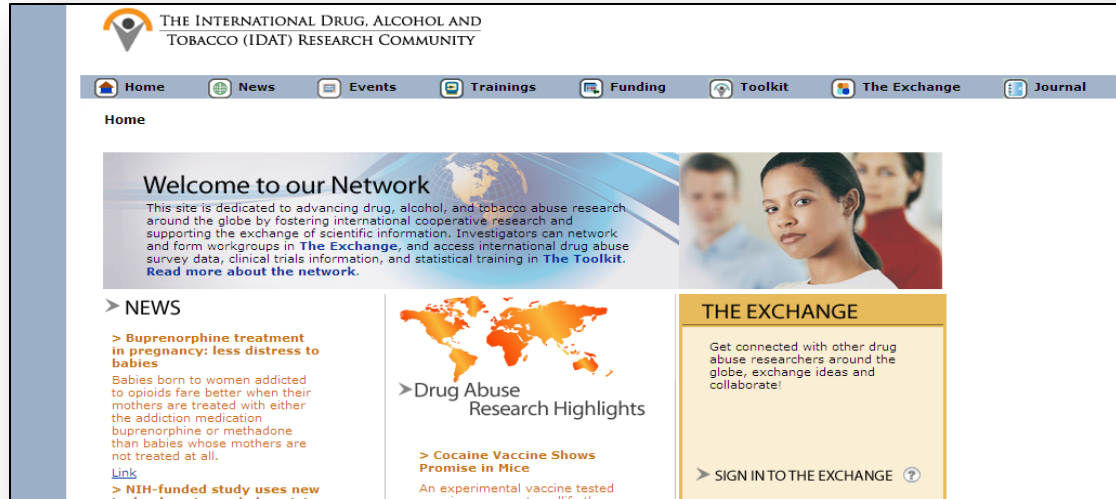 The International Drug, Alcohol and
Tobacco (IDAT) Research Community
Home News Events Trainings Funding Toolkit The Exchange Journal
Home
Welcome to our Network
This site is dedicated to advancing drug, alcohol, and tobacco abuse research
around the globe by fostering international cooperative research and
supporting the exchange of scientific information. Investigators can network
and form workgroups in The Exchange, and access international drug abuse
survey data, clinical trials information, and statistical training in The Toolkit.
Read more about the network.
> NEWS
> Buprenorphine treatment
in pregnancy: less distress to
babies
Babies born to women addicted
to opioids fare better when their
mothers are treated with either
the addiction medication
buprenorphine or methadone
than babies whose mothers are
not treated at all.
Link
> NIH-funded study uses new
>Drug Abuse
Research Highlights
> Cocaine Vaccine Shows
Promise in Mice
An experimental vaccine tested
THE EXCHANGE
Get connected with other drug
abuse researchers around the
globe, exchange ideas and
collaborate!
> SIGN IN TO THE EXCHANGE ?